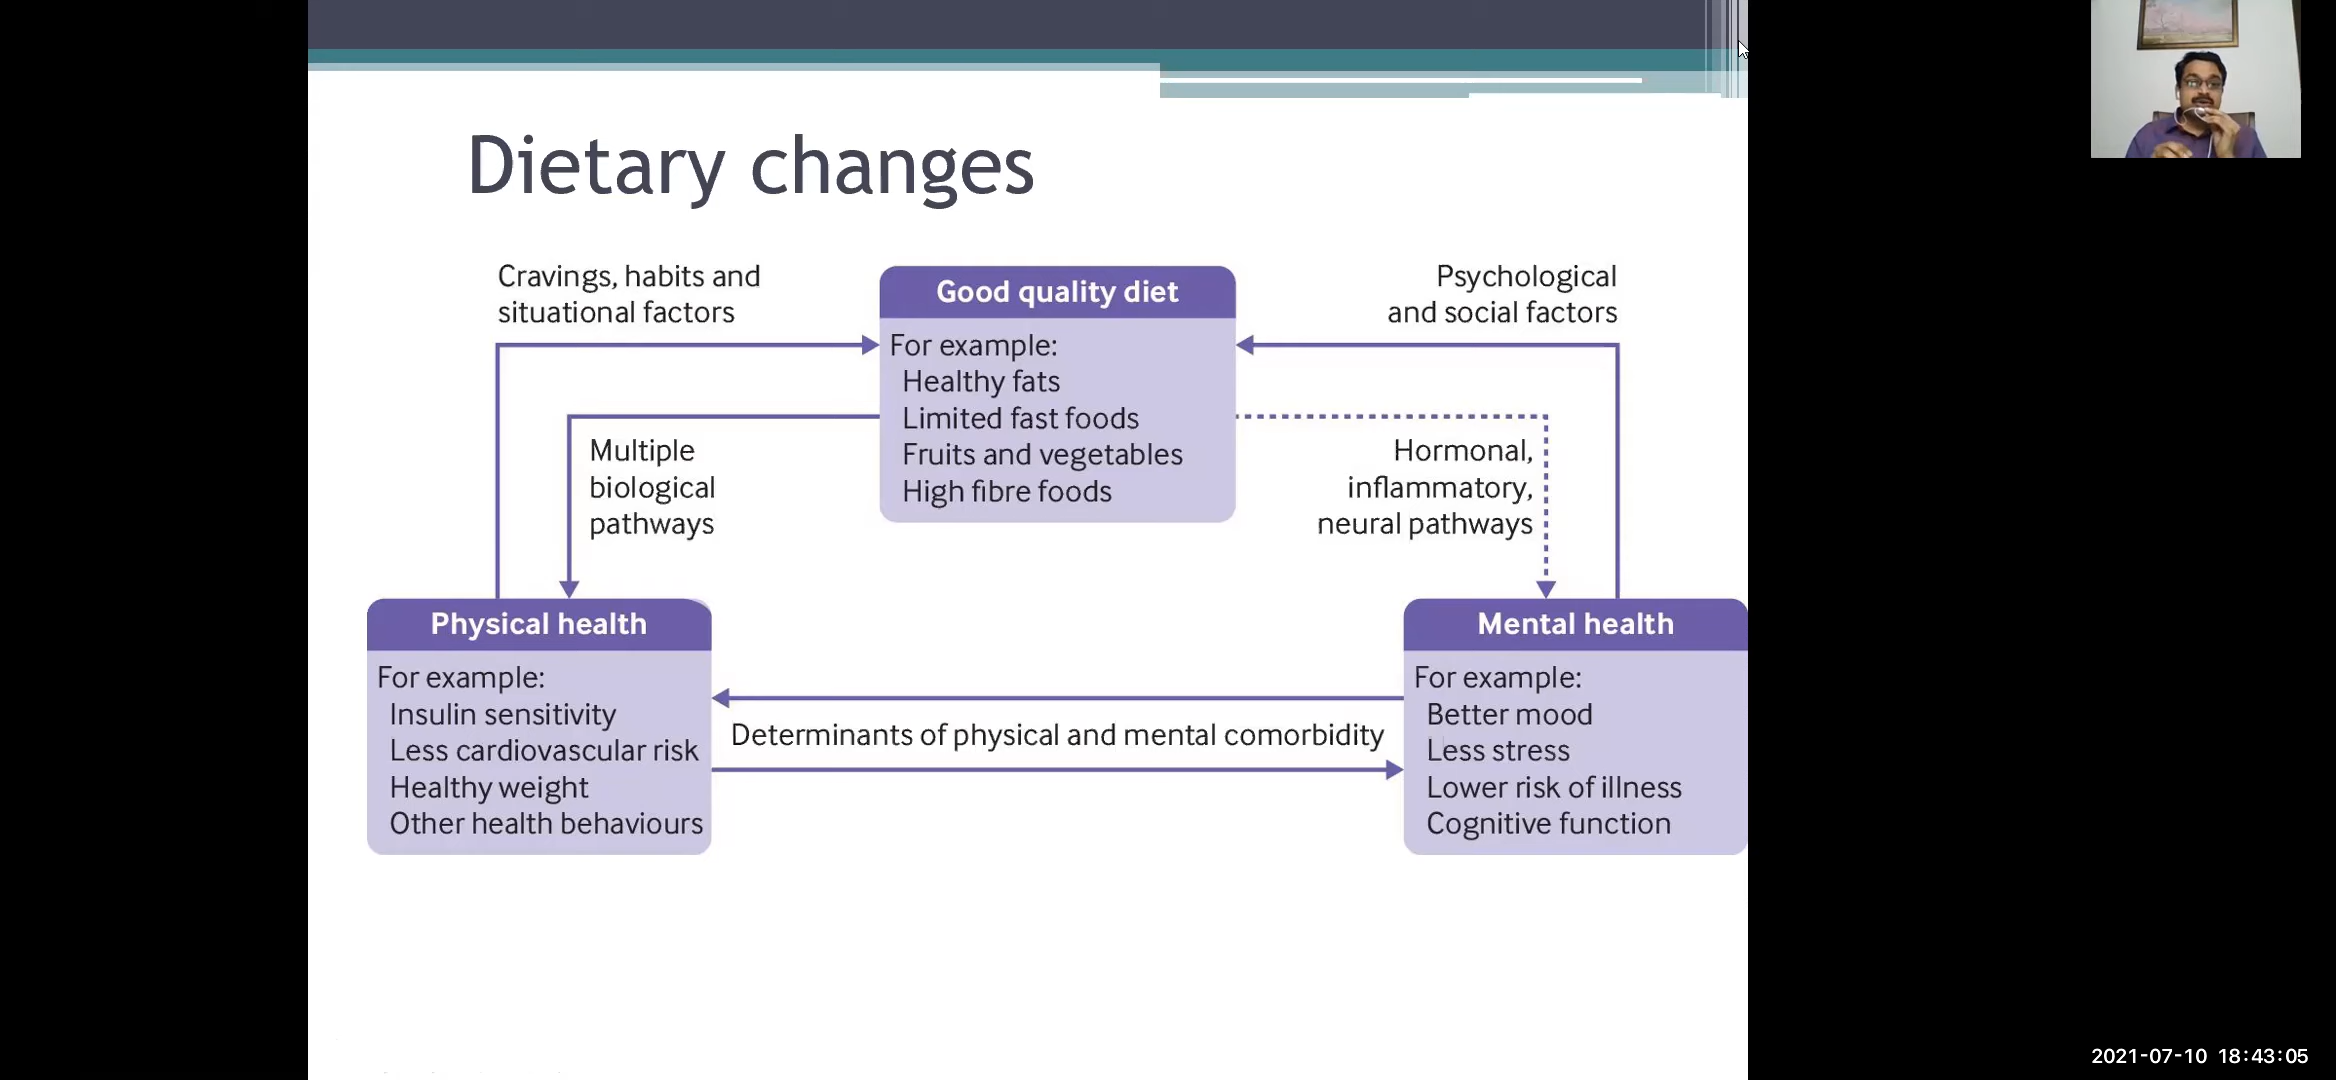 Dietary changes
Cravings, habits and
situational factors
Good quality diet
For example:
Healthy fats
Limited fast foods
Fruits and vegetables
High fibre foods
Psychological
and social factors
Multiple
biological
pathways
Hormonal,
inflammatory,
neural pathways
Physical health
For example:
Insulin sensitivity
Less cardiovascular risk
Healthy weight
Other health behaviours
Determinants of physical and mental comorbidity
Mental health
For example:
Better mood
Less stress
Lower risk of illness
Cognitive function
2021-07-10 18:43:05